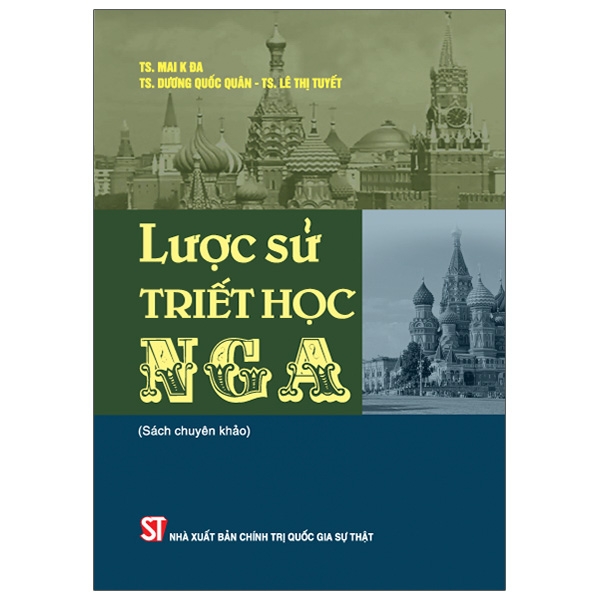 TS. MAI K ĐA
TS. DƯƠNG QUỐC QUÂN - TS. LÊ THỊ TUYẾT
LƯỢC SỬ
TRIẾT HỌC
NGA
(Sách chuyên khảo)
ST NHÀ XUẤT BẢN CHÍNH TRỊ QUỐC GIA SỰ THẬT